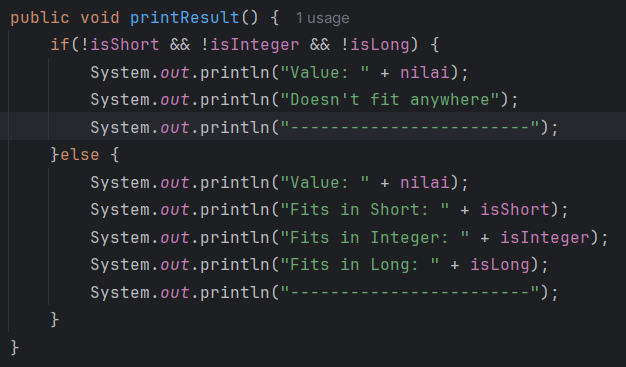 public void printResult() { 1 usage
    if(!isShort && !isInteger && !isLong) {
        System.out.println("Value: " + nilai);
        System.out.println("Doesn't fit anywhere");
        System.out.println("------------------------");
    }else {
        System.out.println("Value: " + nilai);
        System.out.println("Fits in Short: " + isShort);
        System.out.println("Fits in Integer: " + isInteger);
        System.out.println("Fits in Long: " + isLong);
        System.out.println("------------------------");
    }
}